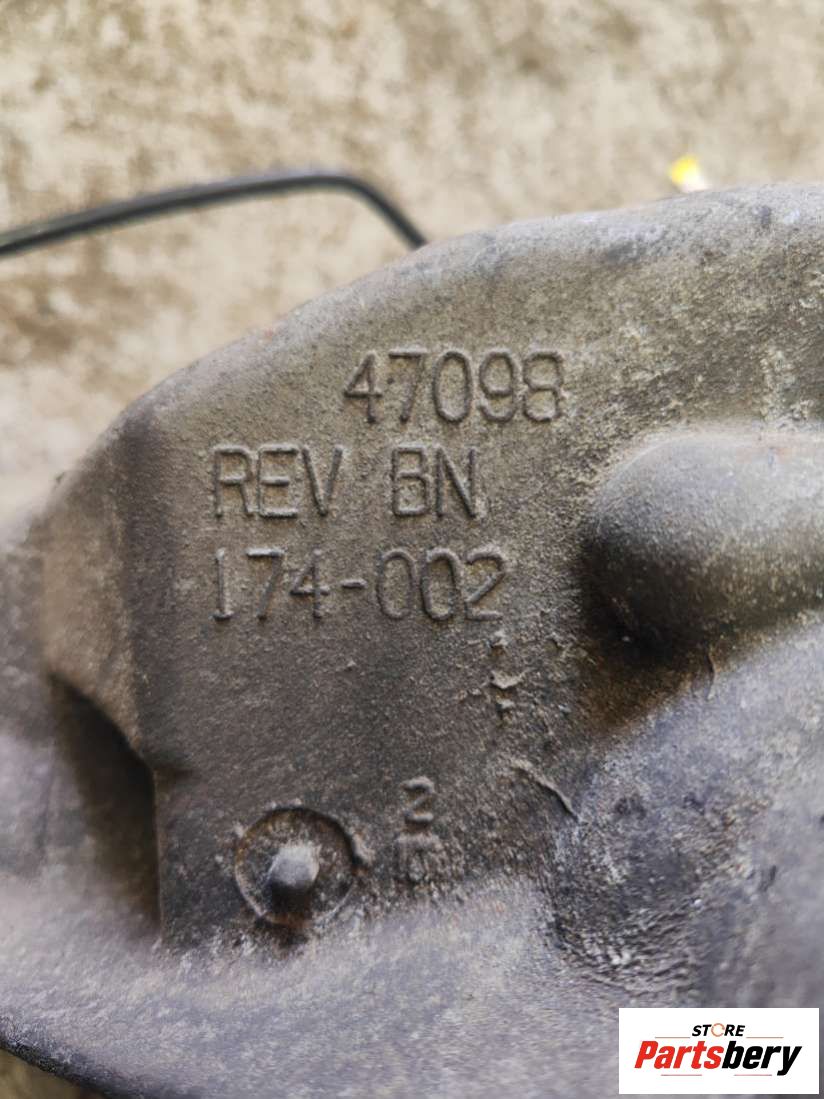 47098
REV BN
174-002
2
STORE
Partsbery